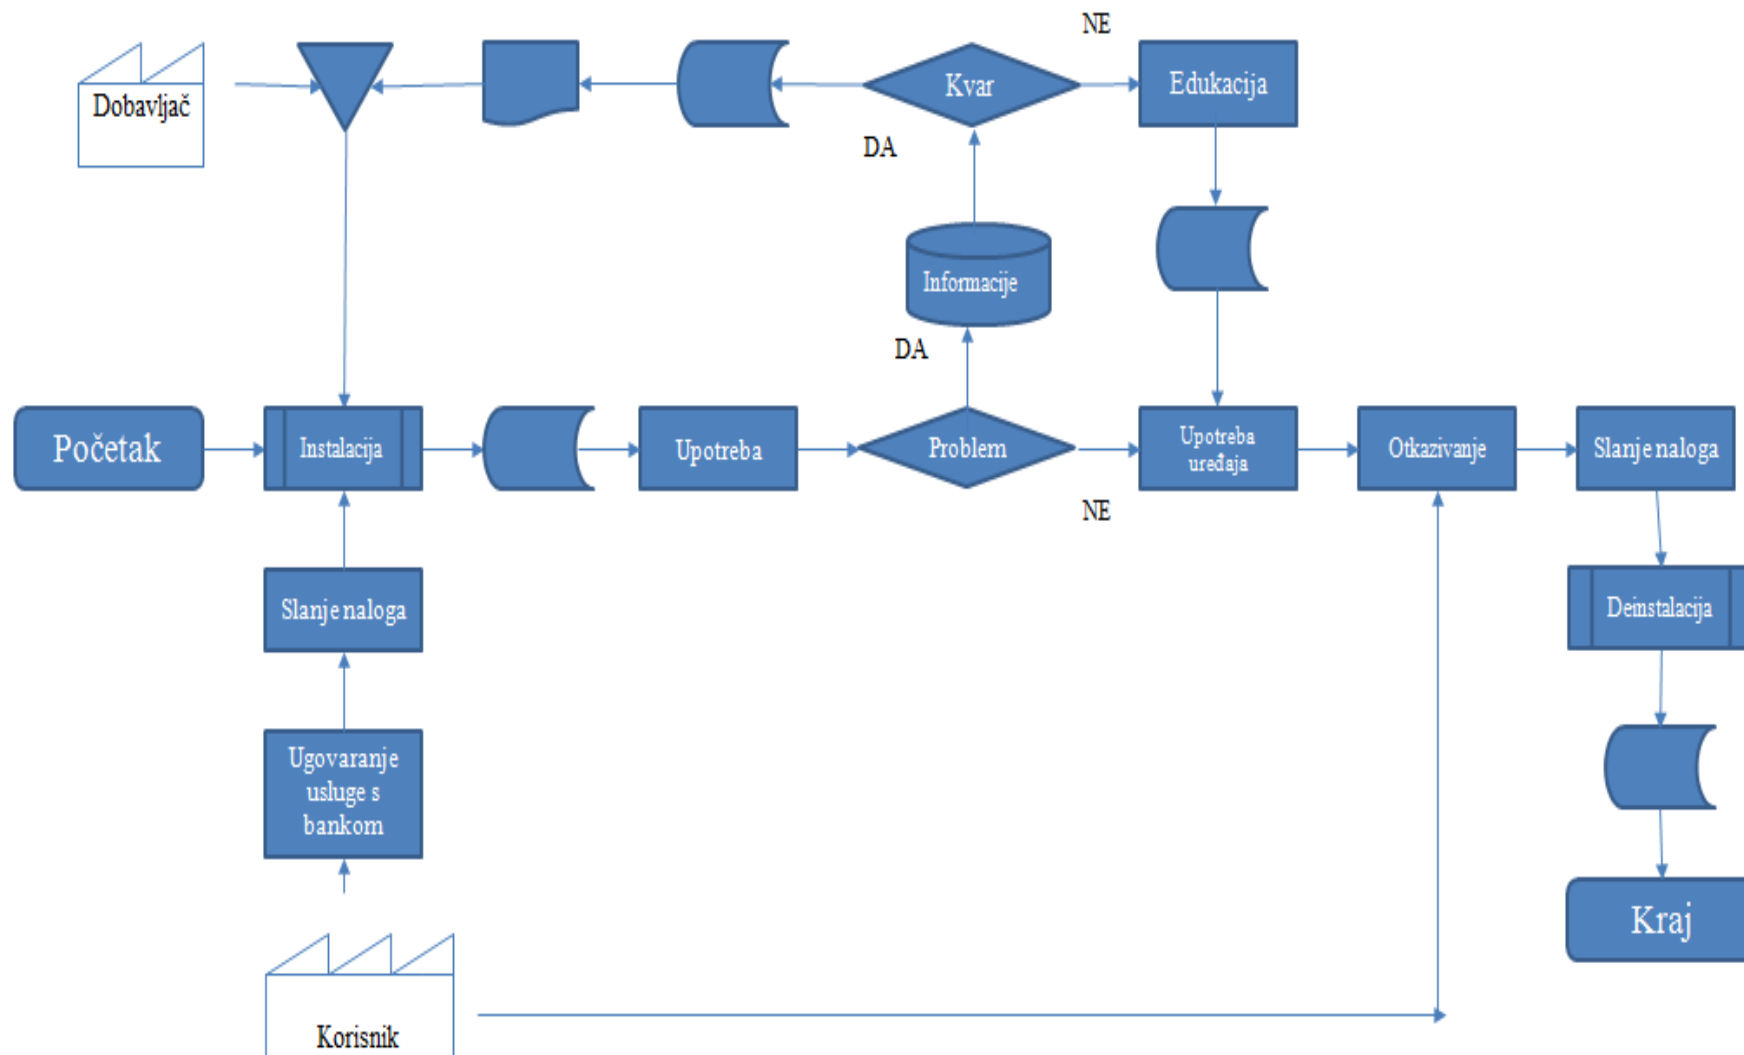 NE
Dobavljač
Kvar
Edukacija
DA
Informacije
DA
Početak
Instalacija
Upotreba
Problem
Upotreba
uređaja
Otkazivanje
Slanje naloga
NE
Slanje naloga
Deinstalacija
Ugovaranje
usluge s
bankom
Kraj
Korisnik